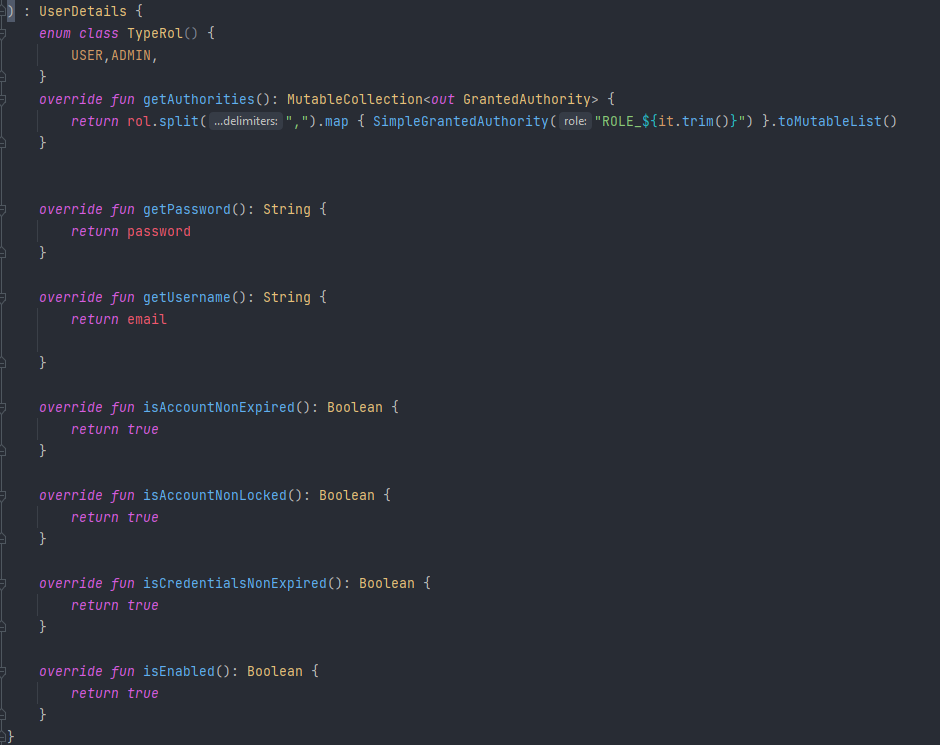 ) : UserDetails {
    enum class TypeRol() {
        USER,ADMIN,
    }
    override fun getAuthorities(): MutableCollection<out GrantedAuthority> {
        return rol.split( ...delimiters: ",").map { SimpleGrantedAuthority( role: "ROLE_${it.trim()}") }.toMutableList()
    }
    override fun getPassword(): String {
        return password
    }
    override fun getUsername(): String {
        return email
    }
    override fun isAccountNonExpired(): Boolean {
        return true
    }
    override fun isAccountNonLocked(): Boolean {
        return true
    }
    override fun isCredentialsNonExpired(): Boolean {
        return true
    }
    override fun isEnabled(): Boolean {
        return true
    }
}